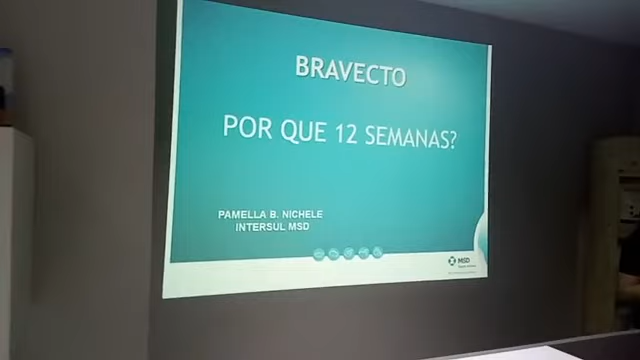 BRAVECTO
POR QUE 12 SEMANAS?
PAMELLA B. NICHELE
INTERSUL MSD
MSD